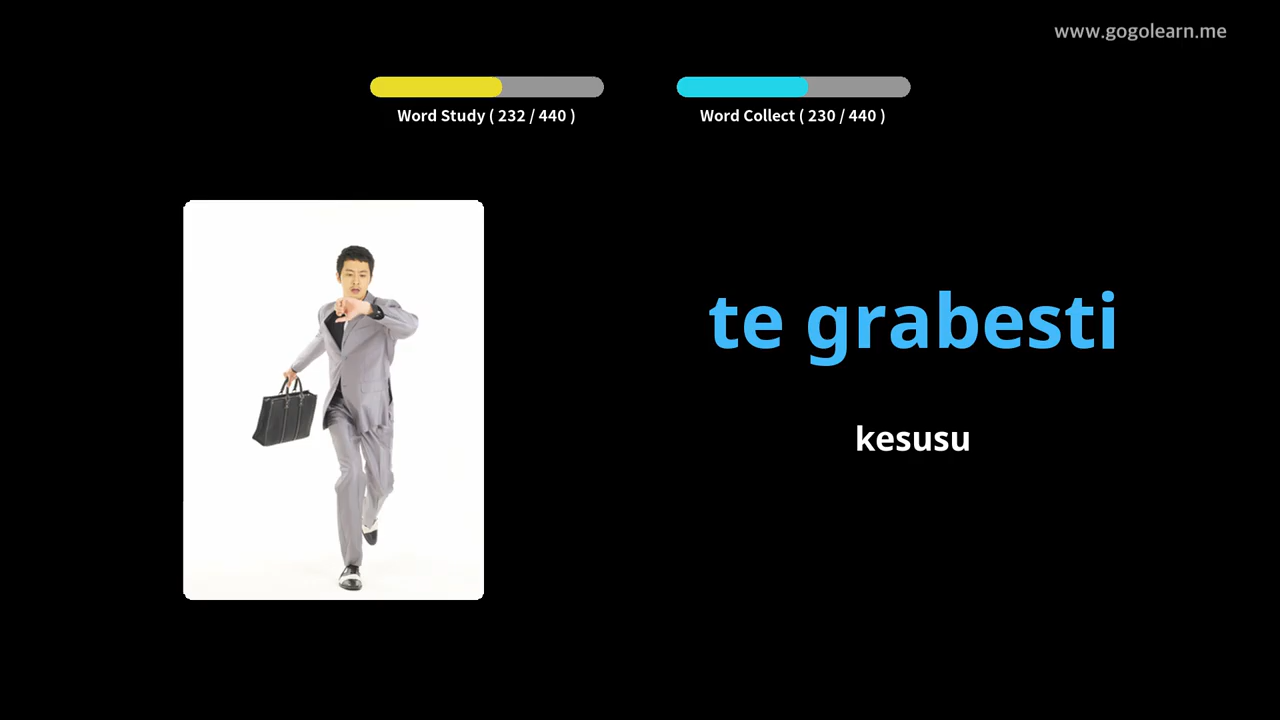 www.gogolearn.me
Word Study ( 232 / 440 )
Word Collect ( 230 / 440 )
te grabesti
kesusu